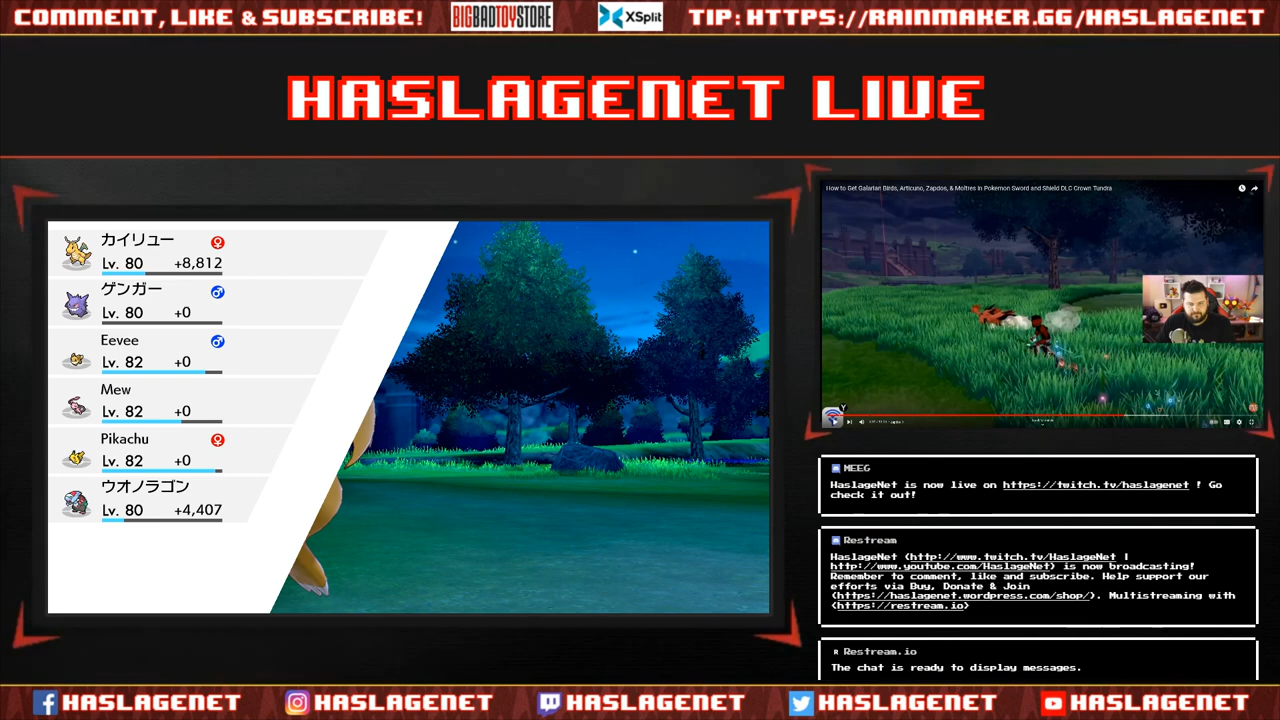 COMMENT, LIKE & SUBSCRIBE!
BIGBADTOYSTORE
XSplit
TIP: HTTPS://RAINMAKER.GG/HASLAGENET
HASLAGENET LIVE
カイリュー
Lv. 80 +8,812
ゲンガー
Lv. 80 +0
Eevee
Lv. 82 +0
Mew
Lv. 82 +0
Pikachu
Lv. 82 +0
ウオノラゴン
Lv. 80 +4,407
How to Get Galarian Birds, Articuno, Zapdos, & Moltres in Pokemon Sword and Shield DLC Crown Tundra
Y
MEEG
HaslageNet is now live on https://twitch.tv/haslagenet ! Go
check it out!
Restream
HaslageNet (http://www.twitch.tv/HaslageNet |
http://www.youtube.com/HaslageNet) is now broadcasting!
Remember to comment, like and subscribe. Help support our
efforts via Buy, Donate & Join
(https://haslagenet.wordpress.com/shop/). Multistreaming with
(https://restream.io)
R Restream.io
The chat is ready to display messages.
HASLAGENET
HASLAGENET
HASLAGENET
HASLAGENET
HASLAGENET